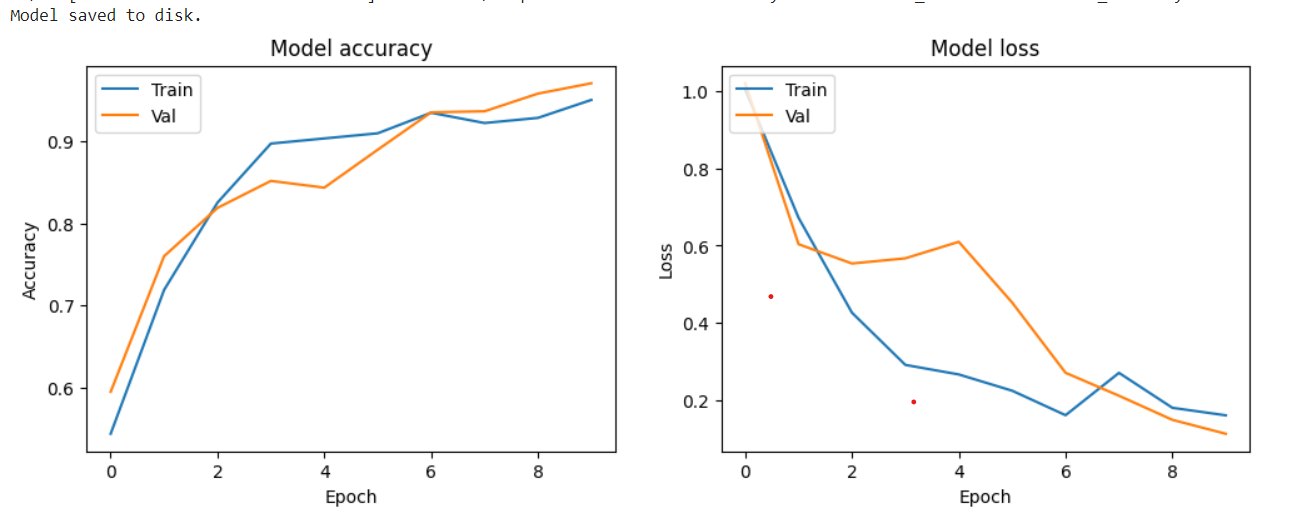 Model saved to disk.
Model accuracy
Train
Val
0.9
0.8
0.7
0.6
Accuracy
0 2 4 6 8
Epoch
Model loss
Train
Val
1.0
0.8
0.6
0.4
0.2
Loss
0 2 4 6 8
Epoch